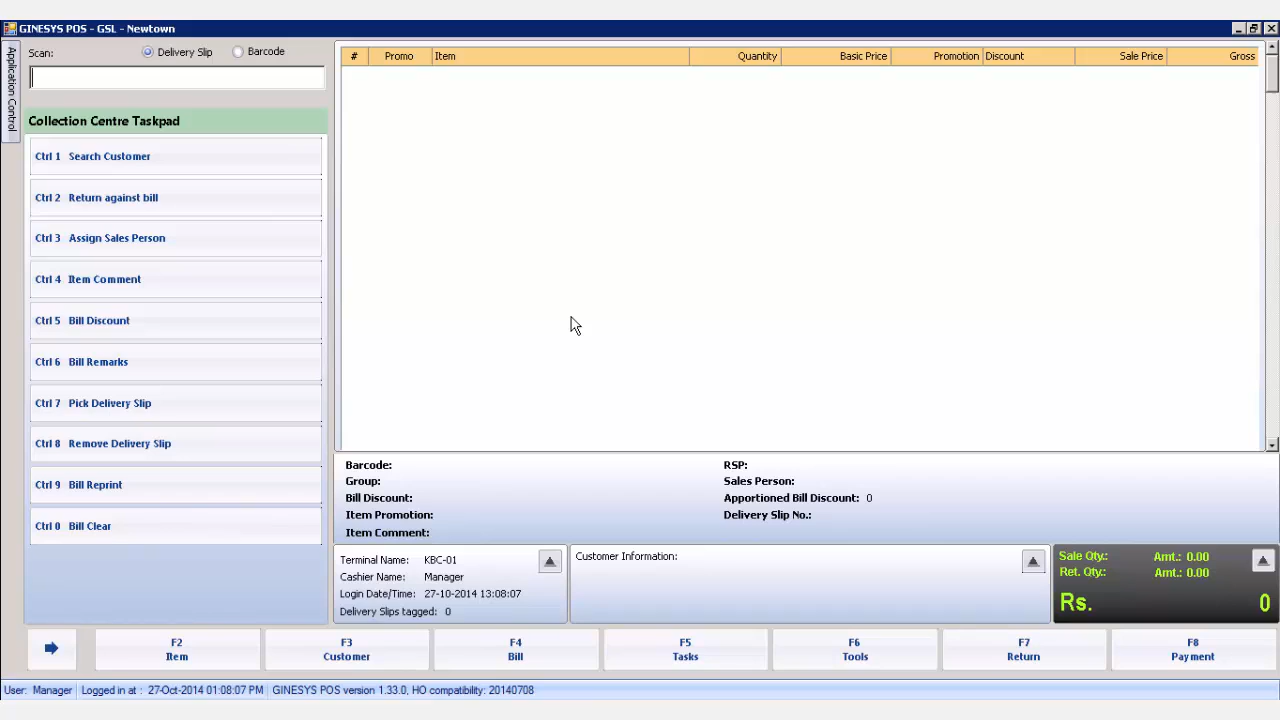 GINESYS POS - GSL - Newtown
Application Control
Scan: Delivery Slip Barcode
Collection Centre Taskpad
Ctrl 1 Search Customer
Ctrl 2 Return against bill
Ctrl 3 Assign Sales Person
Ctrl 4 Item Comment
Ctrl 5 Bill Discount
Ctrl 6 Bill Remarks
Ctrl 7 Pick Delivery Slip
Ctrl 8 Remove Delivery Slip
Ctrl 9 Bill Reprint
Ctrl 0 Bill Clear
# Promo Item Quantity Basic Price Promotion Discount Sale Price Gross
Barcode:
Group:
Bill Discount:
Item Promotion:
Item Comment:
RSP:
Sales Person:
Apportioned Bill Discount: 0
Delivery Slip No.:
Terminal Name: KBC-01
Cashier Name: Manager
Login Date/Time: 27-10-2014 13:08:07
Delivery Slips tagged: 0
Customer Information:
Sale Qty.: Amt.: 0.00
Ret. Qty.: Amt.: 0.00
Rs. 0
F2 Item
F3 Customer
F4 Bill
F5 Tasks
F6 Tools
F7 Return
F8 Payment
User: Manager Logged in at : 27-Oct-2014 01:08:07 PM GINESYS POS version 1.33.0, HO compatibility: 20140708